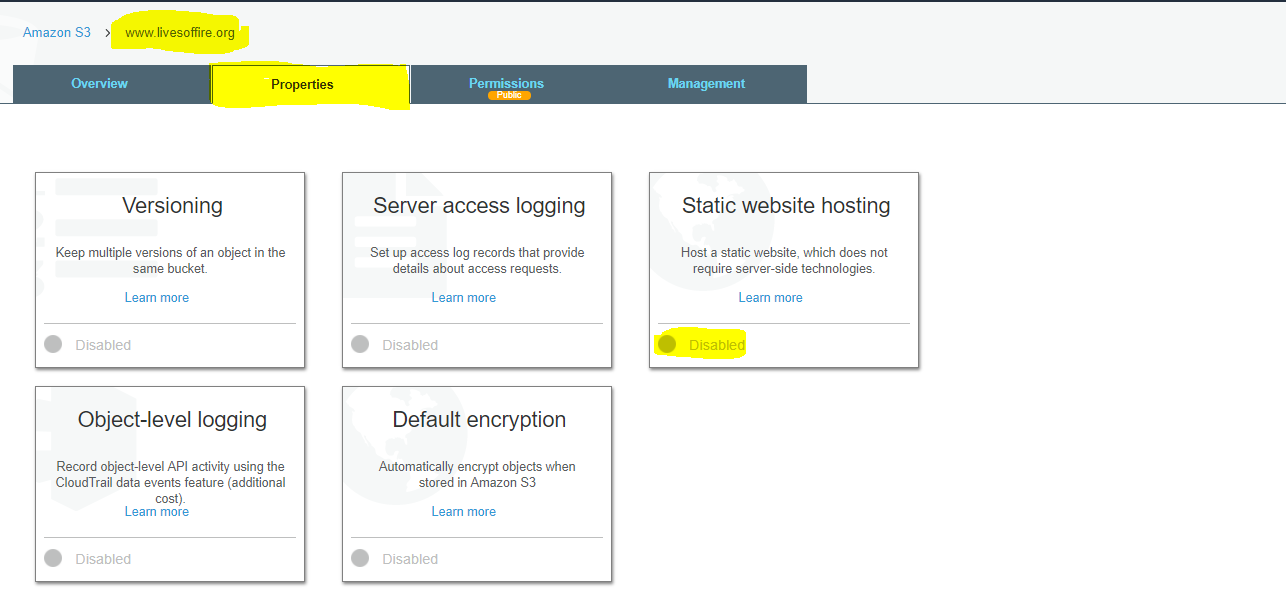 Amazon S3 > www.livesoffire.org
Overview Properties Permissions Management
Public
Versioning
Keep multiple versions of an object in the
same bucket.
Learn more
Disabled
Server access logging
Set up access log records that provide
details about access requests.
Learn more
Disabled
Static website hosting
Host a static website, which does not
require server-side technologies.
Learn more
Disabled
Object-level logging
Record object-level API activity using the
CloudTrail data events feature (additional
cost).
Learn more
Disabled
Default encryption
Automatically encrypt objects when
stored in Amazon S3
Learn more
Disabled